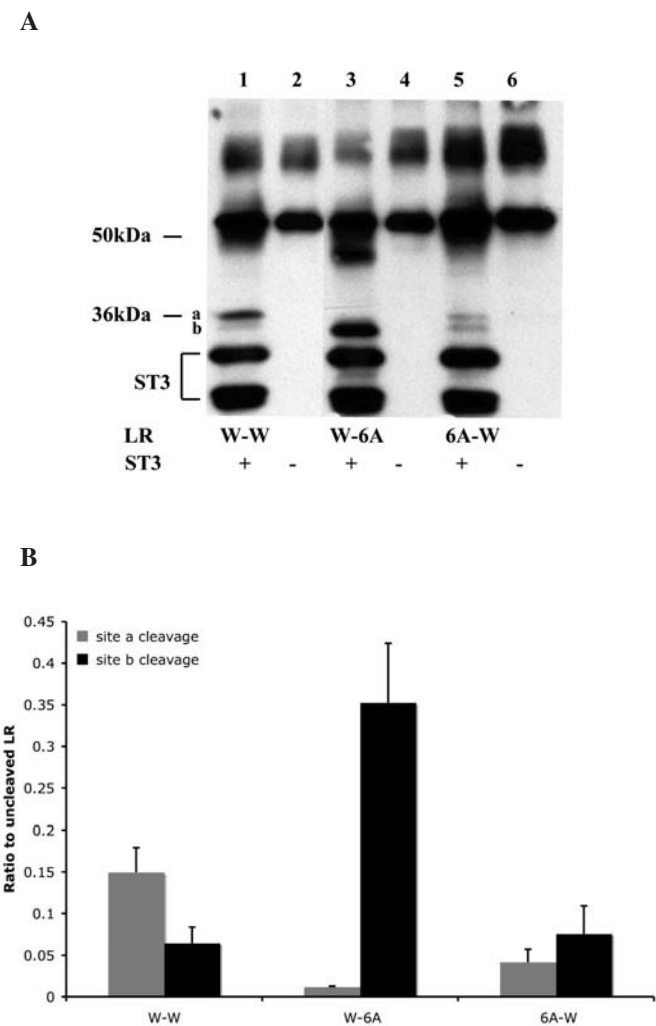 A
1 2 3 4 5 6
50kDa
36kDa a
b
ST3
LR W-W W-6A 6A-W
ST3 + - + - + -
B
0.45
site a cleavage
0.4
site b cleavage
0.35
0.3
0.25
0.2
0.15
0.1
0.05
0
Ratio to uncleaved LR
W-W W-6A 6A-W